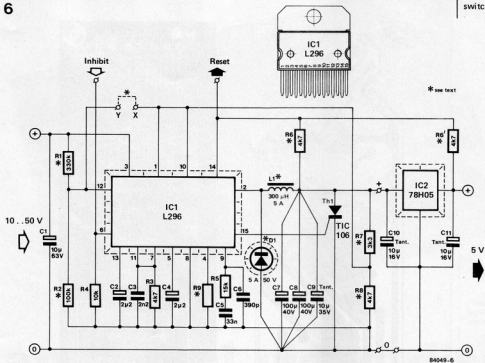 6
switc
IC1
L296
Inhibit
Reset
* see text
*
Y X
R1
*
330k
3 1 10 14
R6
*
4k7
R6'
*
4k7
12
2
L1*
300 µH
5 A
+
IC2
78H05
IC1
L296
Th1
TIC
106
10 .. 50 V
C1
10µ
63V
6
15
*D1
5 A 50 V
R7
*
3k3
C10
Tant.
10µ
16V
C11
Tant.
10µ
16V
5 V
13 11 7 5 8 4 9
R2
*
100k
R4
10k
C2
2µ2
C3
2n2
R3
4k7
C4
2µ2
R9
*
R5
15k
C5
33n
C6
390p
C7
100µ
40V
C8
100µ
40V
C9
Tant.
10µ
35V
R8
*
4k7
0
0
0
84049-6